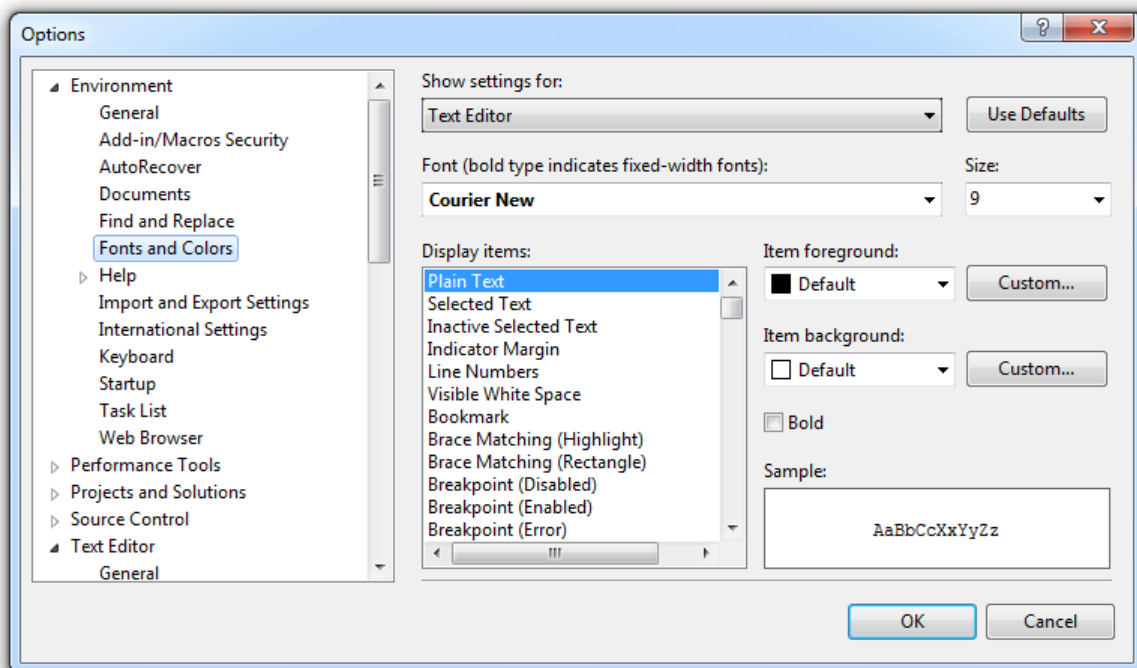 Options
Environment
General
Add-in/Macros Security
AutoRecover
Documents
Find and Replace
Fonts and Colors
Help
Import and Export Settings
International Settings
Keyboard
Startup
Task List
Web Browser
Performance Tools
Projects and Solutions
Source Control
Text Editor
General
Show settings for:
Text Editor
Use Defaults
Font (bold type indicates fixed-width fonts):
Size:
Courier New
9
Display items:
Plain Text
Selected Text
Inactive Selected Text
Indicator Margin
Line Numbers
Visible White Space
Bookmark
Brace Matching (Highlight)
Brace Matching (Rectangle)
Breakpoint (Disabled)
Breakpoint (Enabled)
Breakpoint (Error)
Item foreground:
Default
Custom...
Item background:
Default
Custom...
Bold
Sample:
AaBbCcXxYyZz
OK
Cancel